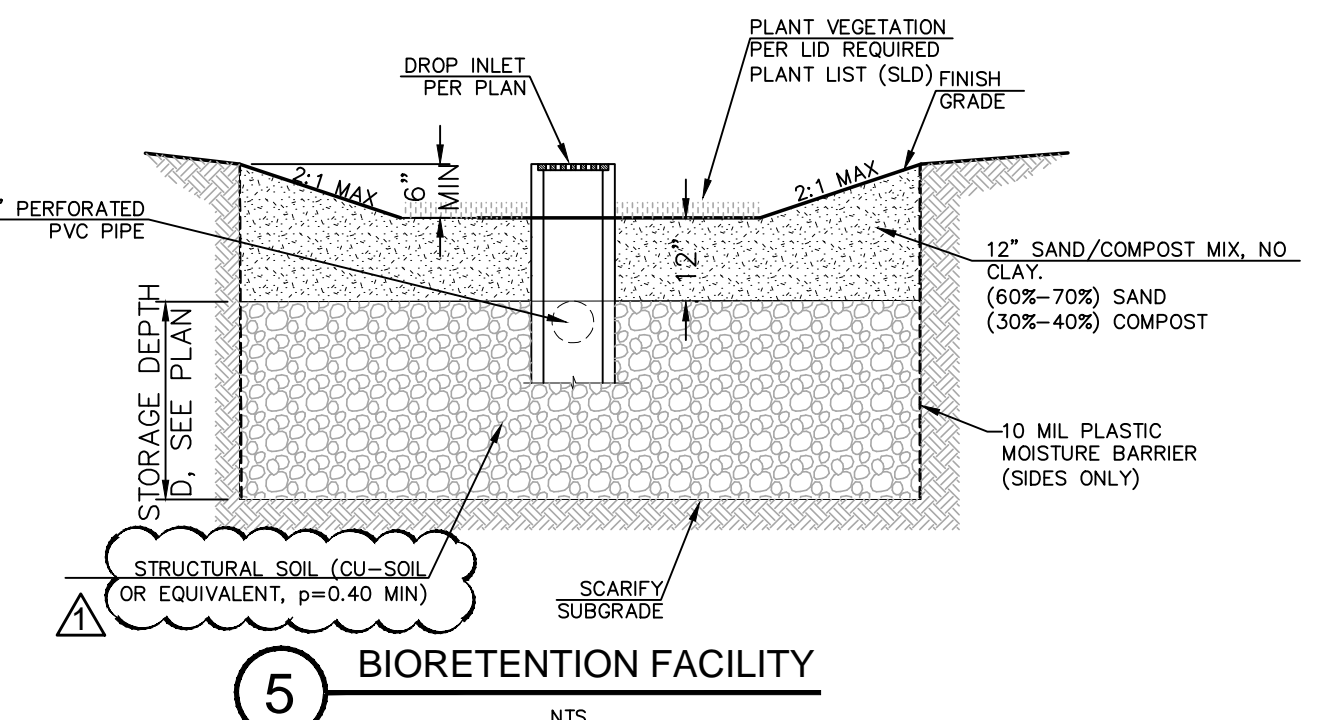 PLANT VEGETATION
PER LID REQUIRED
PLANT LIST (SLD)
DROP INLET
PER PLAN
FINISH
GRADE
2:1 MAX
6”
MIN
2:1 MAX
” PERFORATED
PVC PIPE
12”
12” SAND/COMPOST MIX, NO
CLAY.
(60%–70%) SAND
(30%–40%) COMPOST
STORAGE DEPTH
D, SEE PLAN
10 MIL PLASTIC
MOISTURE BARRIER
(SIDES ONLY)
STRUCTURAL SOIL (CU–SOIL
OR EQUIVALENT, p=0.40 MIN)
1
SCARIFY
SUBGRADE
5
BIORETENTION FACILITY
NTS